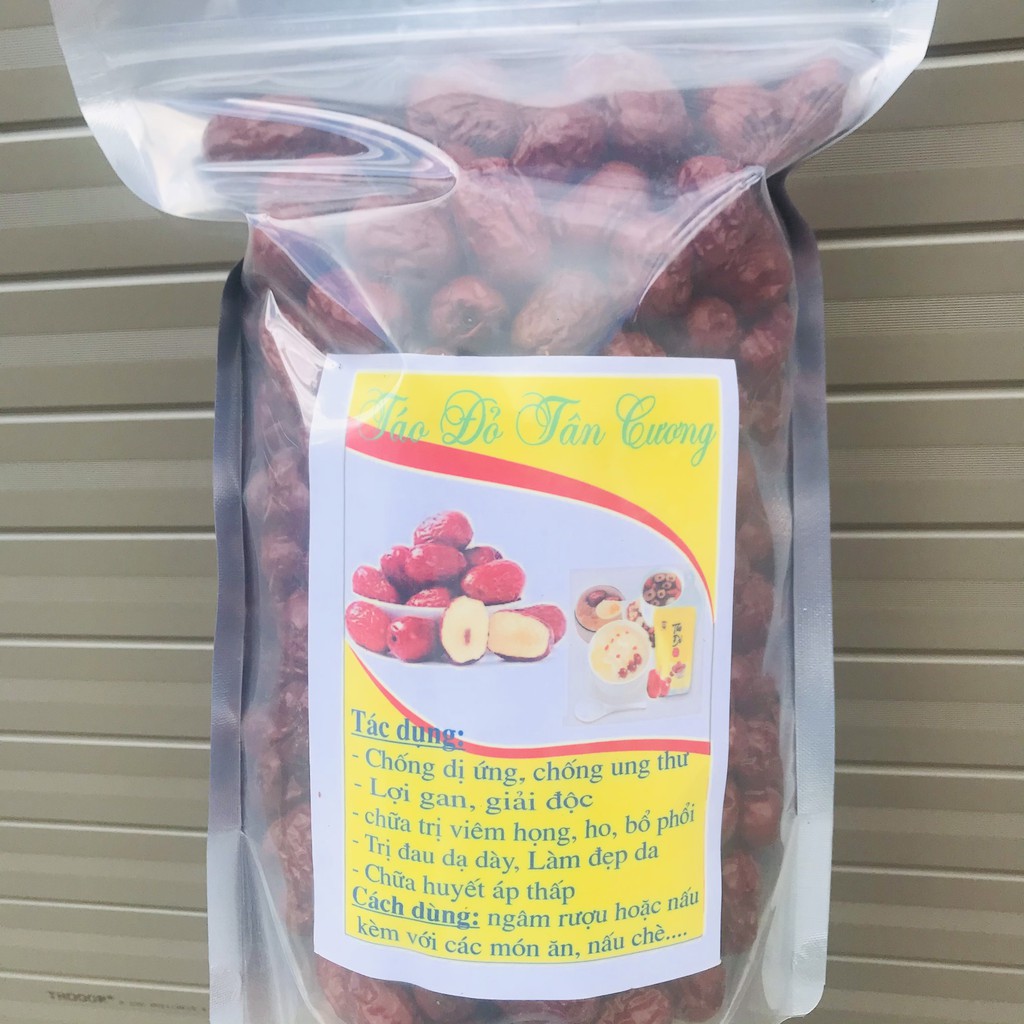 Táo Đỏ Tân Cương
Tác dụng:
- Chống dị ứng, chống ung thư
- Lợi gan, giải độc
- chữa trị viêm họng, ho, bổ phổi
- Trị đau dạ dày, Làm đẹp da
- Chữa huyết áp thấp
Cách dùng: ngâm rượu hoặc nấu
kèm với các món ăn, nấu chè....